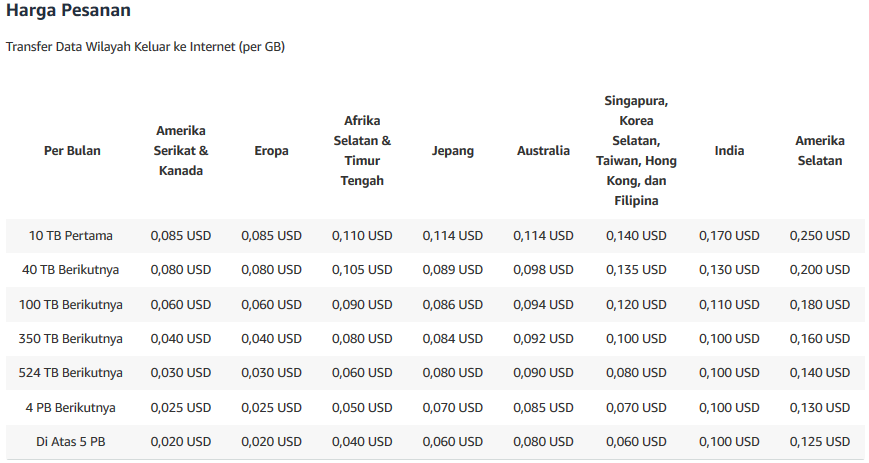 Harga Pesanan
Transfer Data Wilayah Keluar ke Internet (per GB)
Per Bulan
Amerika
Serikat &
Kanada
Eropa
Afrika
Selatan &
Timur
Tengah
Jepang
Australia
Singapura,
Korea
Selatan,
Taiwan, Hong
Kong, dan
Filipina
India
Amerika
Selatan
10 TB Pertama 0,085 USD 0,085 USD 0,110 USD 0,114 USD 0,114 USD 0,140 USD 0,170 USD 0,250 USD
40 TB Berikutnya 0,080 USD 0,080 USD 0,105 USD 0,089 USD 0,098 USD 0,135 USD 0,130 USD 0,200 USD
100 TB Berikutnya 0,060 USD 0,060 USD 0,090 USD 0,086 USD 0,094 USD 0,120 USD 0,110 USD 0,180 USD
350 TB Berikutnya 0,040 USD 0,040 USD 0,080 USD 0,084 USD 0,092 USD 0,100 USD 0,100 USD 0,160 USD
524 TB Berikutnya 0,030 USD 0,030 USD 0,060 USD 0,080 USD 0,090 USD 0,080 USD 0,100 USD 0,140 USD
4 PB Berikutnya 0,025 USD 0,025 USD 0,050 USD 0,070 USD 0,085 USD 0,070 USD 0,100 USD 0,130 USD
Di Atas 5 PB 0,020 USD 0,020 USD 0,040 USD 0,060 USD 0,080 USD 0,060 USD 0,100 USD 0,125 USD